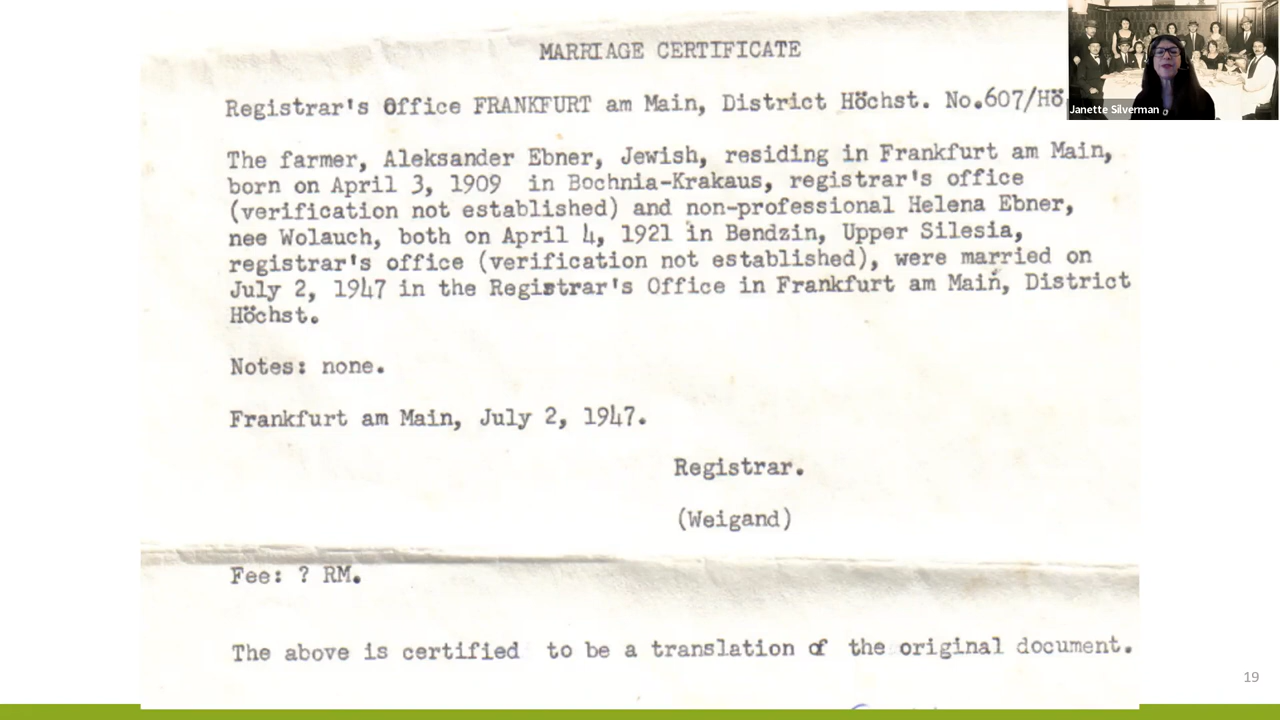 MARRIAGE CERTIFICATE
Registrar's Office FRANKFURT am Main, District Höchst. No.607/Hö
Janette Silverman
The farmer, Aleksander Ebner, Jewish, residing in Frankfurt am Main,
born on April 3, 1909 in Bochnia-Krakaus, registrar's office
(verification not established) and non-professional Helena Ebner,
nee Wolauch, both on April 4, 1921 in Bendzin, Upper Silesia,
registrar's office (verification not established), were married on
July 2, 1947 in the Registrar's Office in Frankfurt am Main, District
Höchst.
Notes: none.
Frankfurt am Main, July 2, 1947.
Registrar.
(Weigand)
Fee: ? RM.
The above is certified to be a translation of the original document.
19